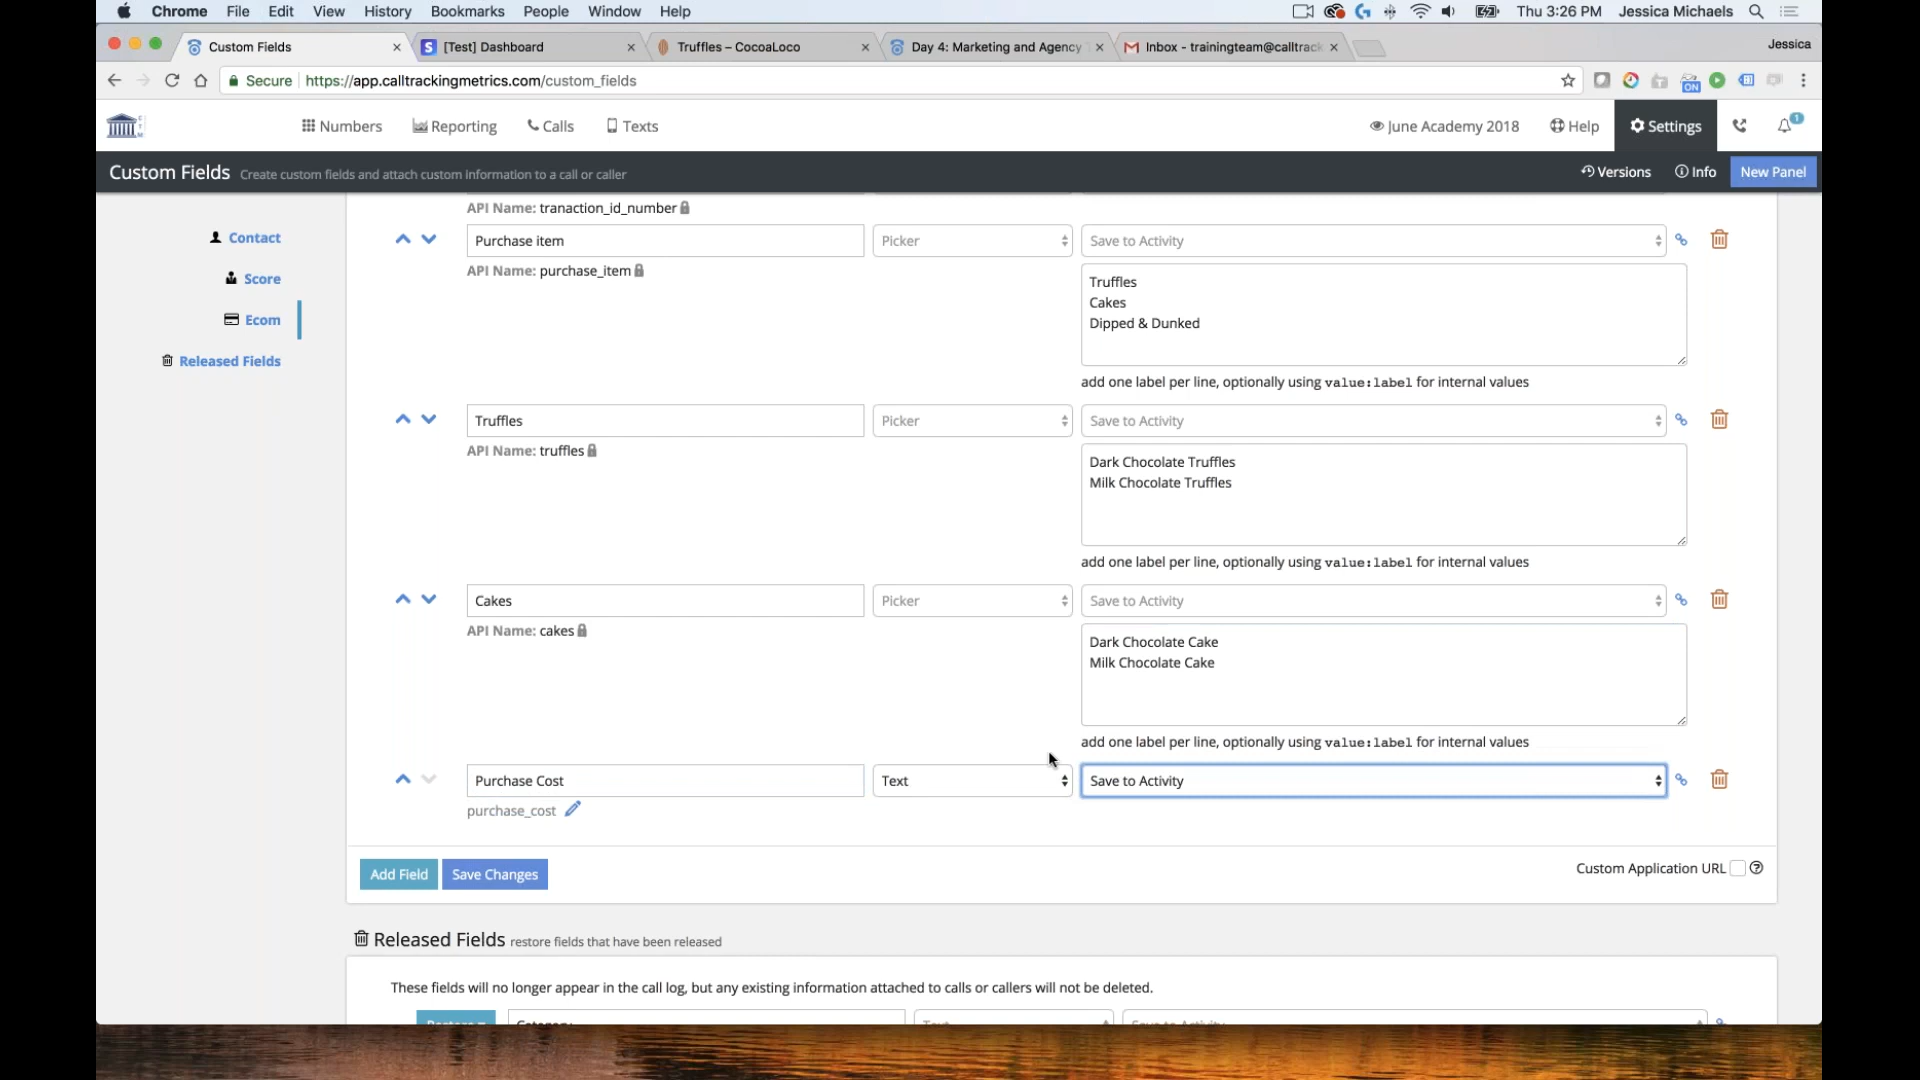 Chrome File Edit View History Bookmarks People Window Help
Thu 3:26 PM Jessica Michaels
Custom Fields
[Test] Dashboard
Truffles – CocoaLoco
Day 4: Marketing and Agency
Inbox - trainingteam@calltrack
Jessica
Secure https://app.calltrackingmetrics.com/custom_fields
ON
Numbers Reporting Calls Texts
June Academy 2018 Help Settings 1
Custom Fields Create custom fields and attach custom information to a call or caller
Versions Info New Panel
Contact
Score
Ecom
Released Fields
API Name: tranaction_id_number
Purchase item Picker Save to Activity
API Name: purchase_item
Truffles
Cakes
Dipped & Dunked
add one label per line, optionally using value:label for internal values
Truffles Picker Save to Activity
API Name: truffles
Dark Chocolate Truffles
Milk Chocolate Truffles
add one label per line, optionally using value:label for internal values
Cakes Picker Save to Activity
API Name: cakes
Dark Chocolate Cake
Milk Chocolate Cake
add one label per line, optionally using value:label for internal values
Purchase Cost Text Save to Activity
purchase_cost
Add Field Save Changes
Custom Application URL
Released Fields restore fields that have been released
These fields will no longer appear in the call log, but any existing information attached to calls or callers will not be deleted.